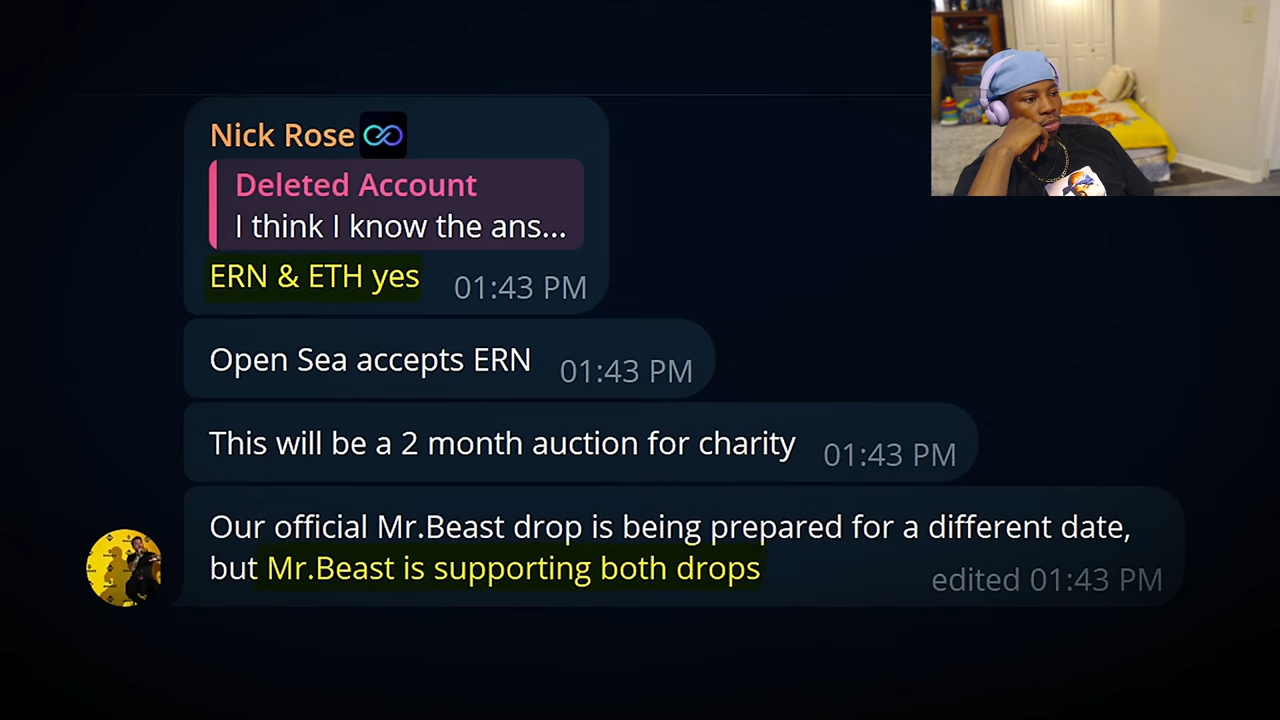 Nick Rose
Deleted Account
I think I know the ans...
ERN & ETH yes 01:43 PM
Open Sea accepts ERN 01:43 PM
This will be a 2 month auction for charity 01:43 PM
Our official Mr.Beast drop is being prepared for a different date,
but Mr.Beast is supporting both drops edited 01:43 PM